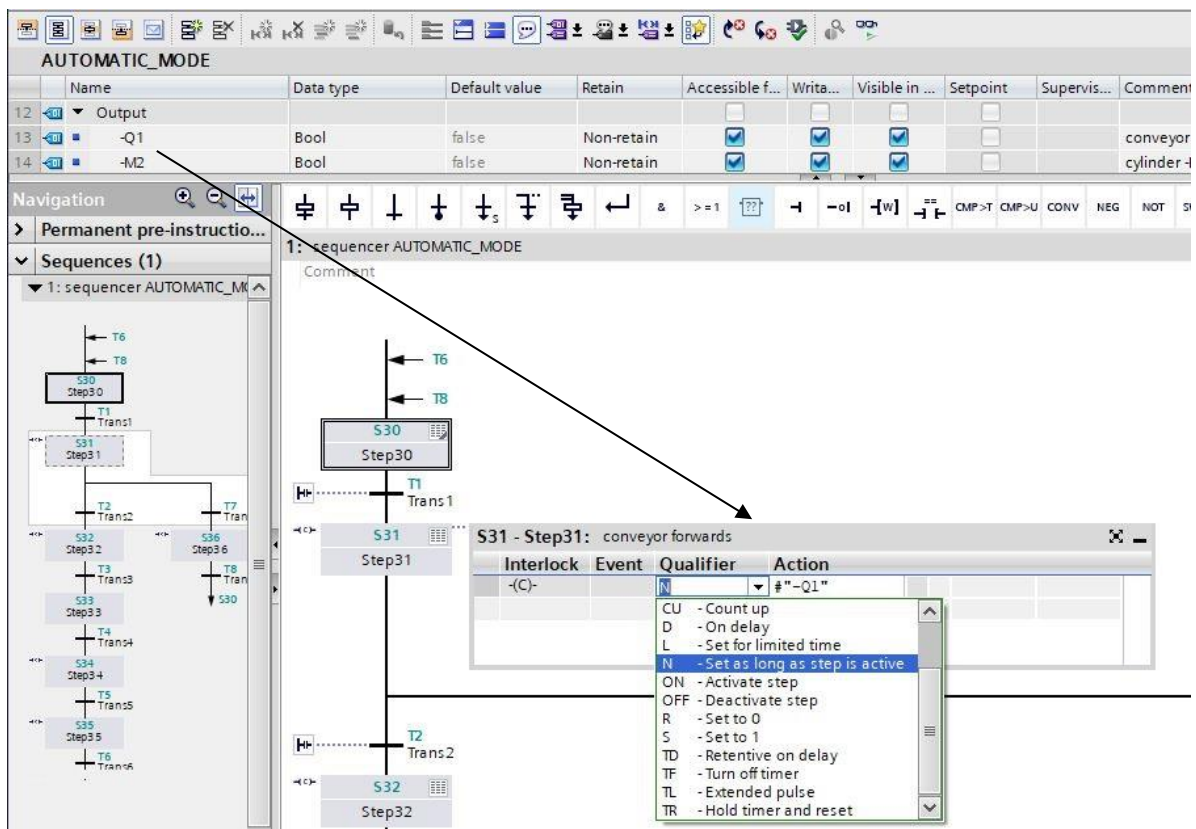 AUTOMATIC_MODE
Name Data type Default value Retain Accessible f... Writa... Visible in ... Setpoint Supervis... Comment
12 Output
13 -Q1 Bool false Non-retain conveyor
14 -M2 Bool false Non-retain cylinder -
Navigation
& >=1 [??] CMP>T CMP>U CONV NEG NOT
Permanent pre-instructio...
Sequences (1)
1: sequencer AUTOMATIC_M
T6
T8
S30
Step30
T1
Trans1
S31
Step31
T2
Trans2
T7
Tran
S32
Step32
S36
Step36
T3
Trans3
T8
Tran
S33
Step33
S30
T4
Trans4
S34
Step34
T5
Trans5
S35
Step35
T6
Trans6
1: sequencer AUTOMATIC_MODE
Comment
T6
T8
S30
Step30
T1
Trans1
S31
Step31
S31 - Step31: conveyor forwards
Interlock Event Qualifier Action
-(C)- N #"-Q1"
CU - Count up
D - On delay
L - Set for limited time
N - Set as long as step is active
ON - Activate step
OFF - Deactivate step
R - Set to 0
S - Set to 1
TD - Retentive on delay
TF - Turn off timer
TL - Extended pulse
TR - Hold timer and reset
T2
Trans2
S32
Step32